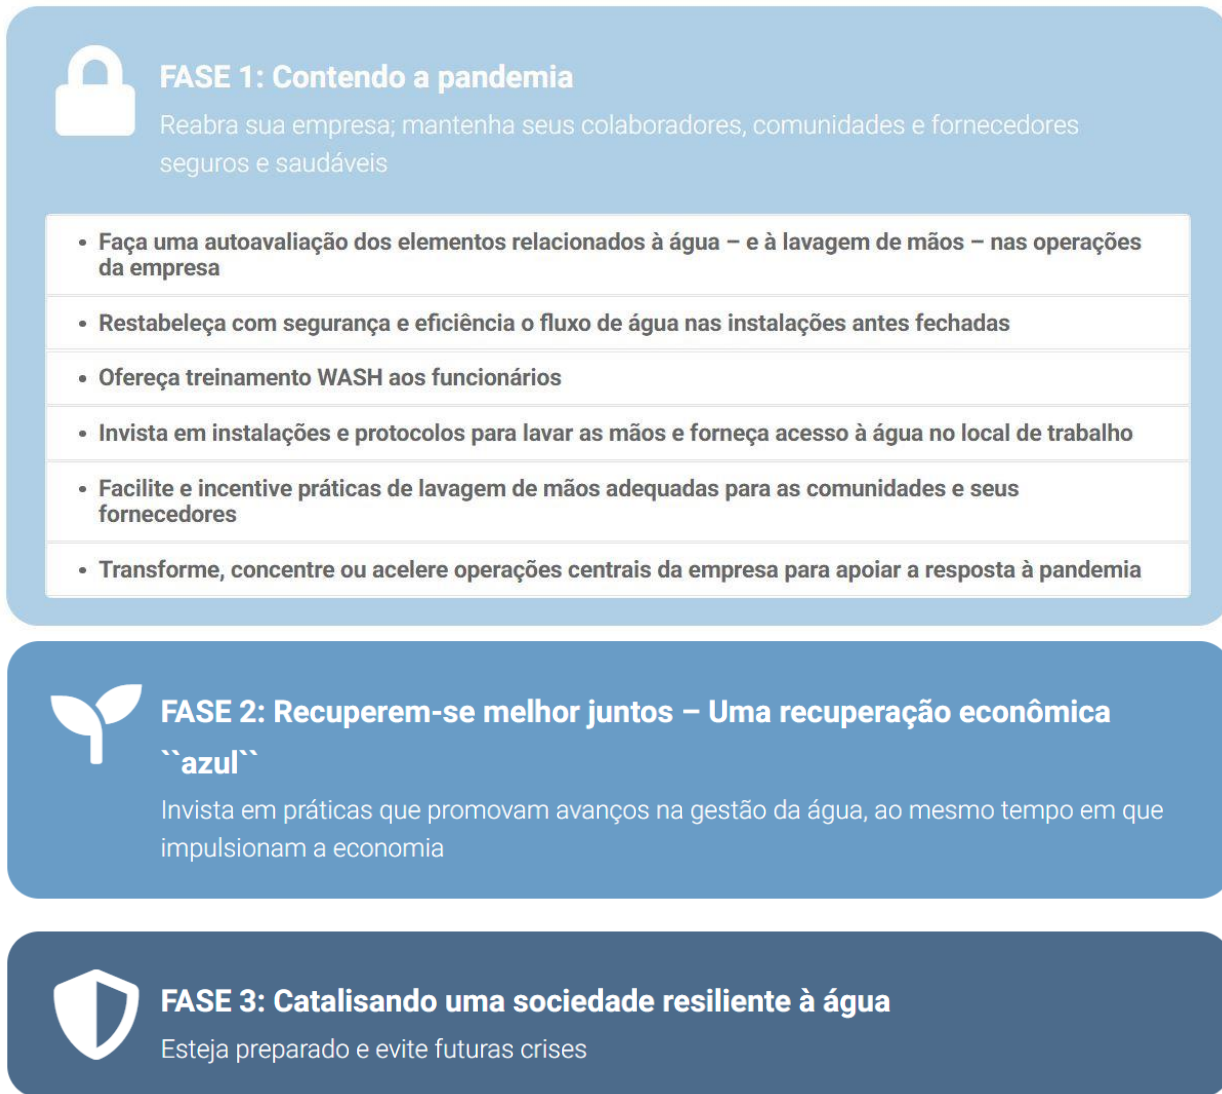 FASE 1: Contendo a pandemia
Reabra sua empresa; mantenha seus colaboradores, comunidades e fornecedores
seguros e saudáveis
• Faça uma autoavaliação dos elementos relacionados à água – e à lavagem de mãos – nas operações
da empresa
• Restabeleça com segurança e eficiência o fluxo de água nas instalações antes fechadas
• Ofereça treinamento WASH aos funcionários
• Invista em instalações e protocolos para lavar as mãos e forneça acesso à água no local de trabalho
• Facilite e incentive práticas de lavagem de mãos adequadas para as comunidades e seus
fornecedores
• Transforme, concentre ou acelere operações centrais da empresa para apoiar a resposta à pandemia
FASE 2: Recuperem-se melhor juntos – Uma recuperação econômica
``azul``
Invista em práticas que promovam avanços na gestão da água, ao mesmo tempo em que
impulsionam a economia
FASE 3: Catalisando uma sociedade resiliente à água
Esteja preparado e evite futuras crises